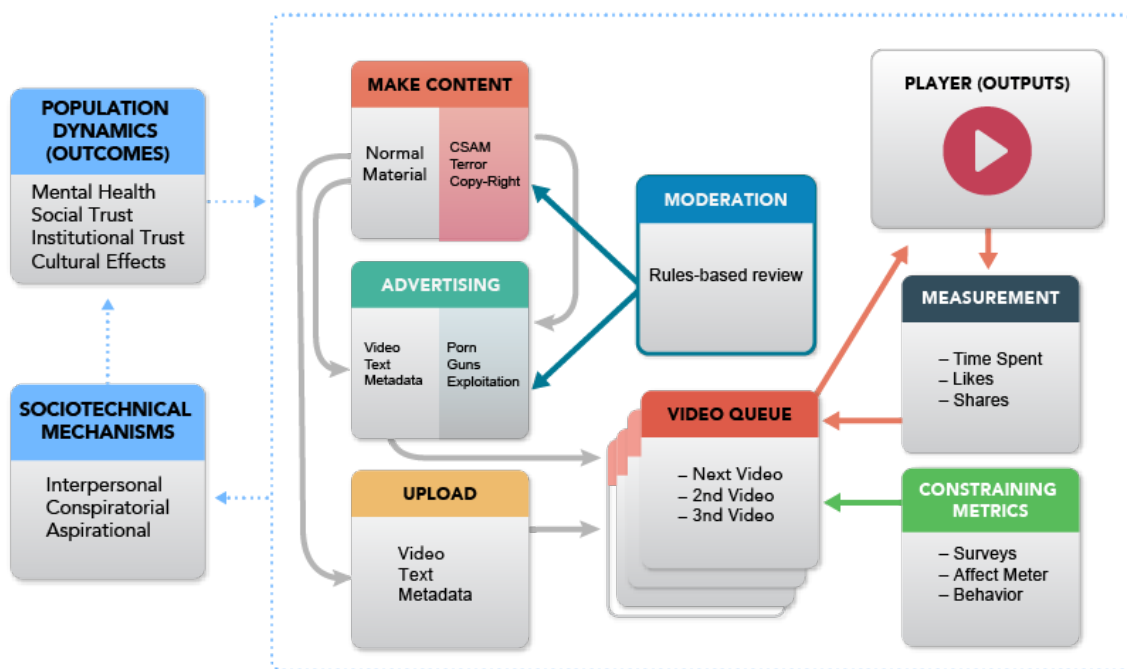 POPULATION
DYNAMICS
(OUTCOMES)
Mental Health
Social Trust
Institutional Trust
Cultural Effects
SOCIOTECHNICAL
MECHANISMS
Interpersonal
Conspiratorial
Aspirational
MAKE CONTENT
Normal
Material
CSAM
Terror
Copy-Right
ADVERTISING
Video
Text
Metadata
Porn
Guns
Exploitation
UPLOAD
Video
Text
Metadata
MODERATION
Rules-based review
VIDEO QUEUE
– Next Video
– 2nd Video
– 3nd Video
PLAYER (OUTPUTS)
MEASUREMENT
– Time Spent
– Likes
– Shares
CONSTRAINING
METRICS
– Surveys
– Affect Meter
– Behavior